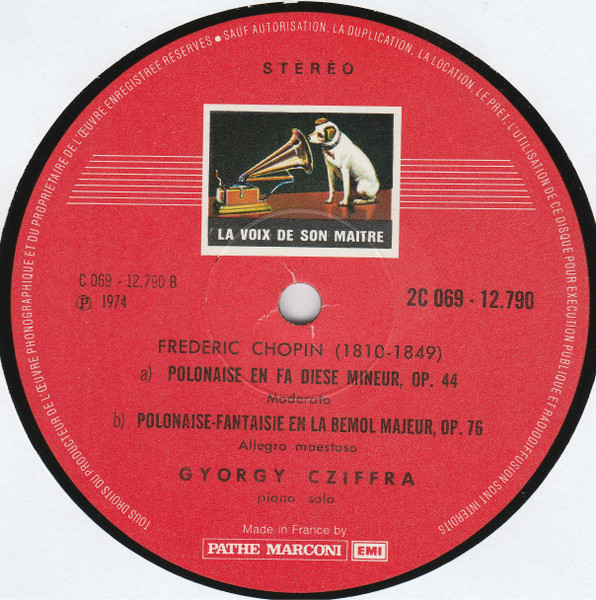 TOUS DROITS DU PRODUCTEUR DE L'ŒUVRE PHONOGRAPHIQUE ET DU PROPRIETAIRE DE L'ŒUVRE ENREGISTREE RESERVES • SAUF AUTORISATION, LA DUPLICATION, LA LOCATION, LE PRET, L'UTILISATION DE CE DISQUE POUR EXECUTION PUBLIQUE ET RADIODIFFUSION SONT INTERDITS
STÉRÉO
LA VOIX DE SON MAITRE
C 069 - 12.790 B
℗ 1974
2C 069 - 12.790
FREDERIC CHOPIN (1810-1849)
a) POLONAISE EN FA DIESE MINEUR, OP. 44
Moderato
b) POLONAISE-FANTAISIE EN LA BEMOL MAJEUR, OP. 76
Allegro maestoso
GYORGY CZIFFRA
piano solo
Made in France by
PATHE MARCONI EMI